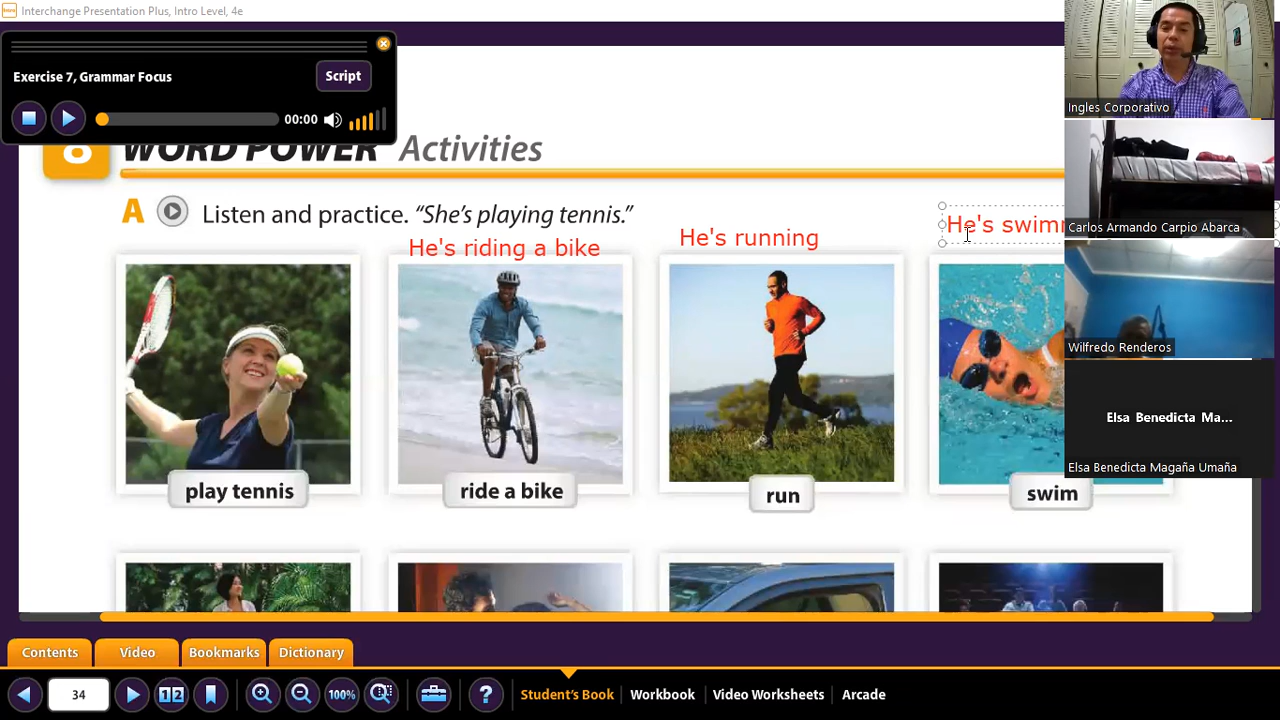 Interchange Presentation Plus, Intro Level, 4e
Exercise 7, Grammar Focus
Script
00:00
8 WORD POWER Activities
A Listen and practice. "She's playing tennis."
He's riding a bike
He's running
He's swim
play tennis
ride a bike
run
swim
Ingles Corporativo
Carlos Armando Carpio Abarca
Wilfredo Renderos
Elsa Benedicta Ma...
Elsa Benedicta Magaña Umaña
Contents
Video
Bookmarks
Dictionary
34
1 2
100%
?
Student's Book
Workbook
Video Worksheets
Arcade